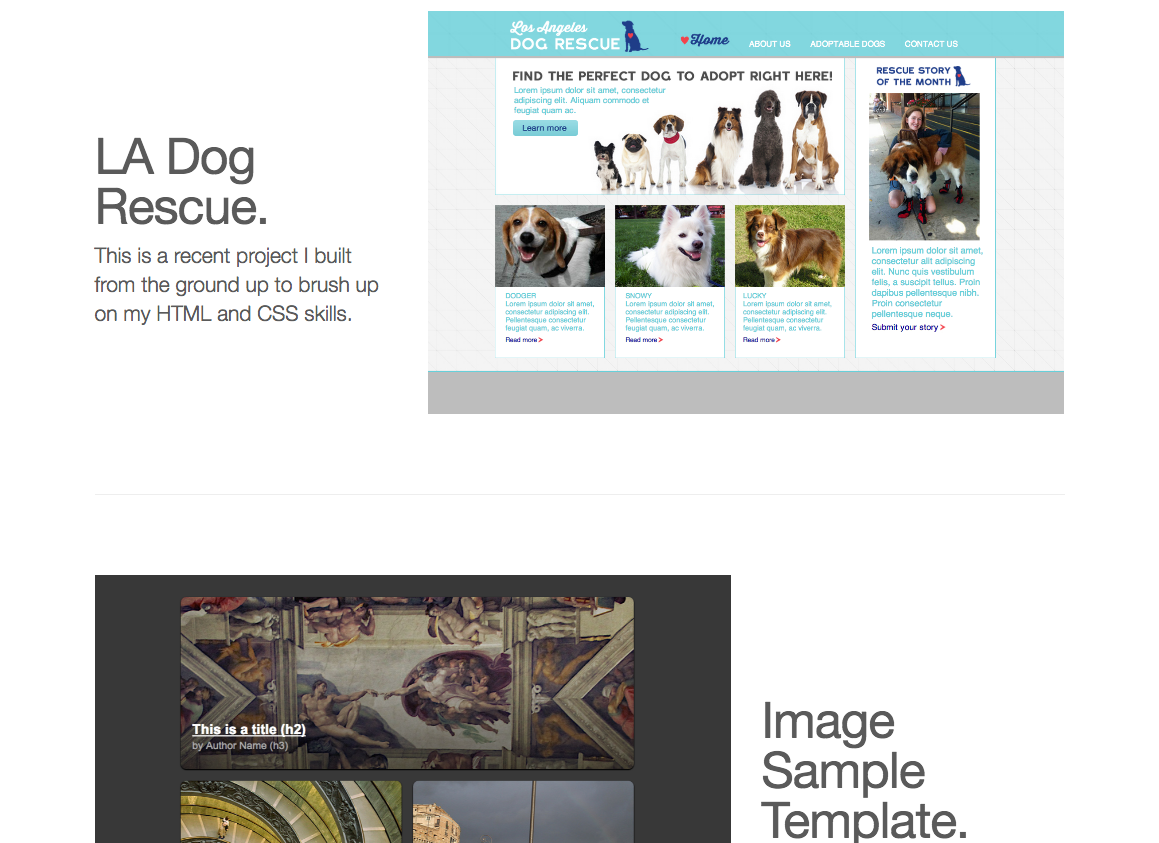 LA Dog
Rescue.
This is a recent project I built
from the ground up to brush up
on my HTML and CSS skills.
Los Angeles
DOG RESCUE
Home
ABOUT US
ADOPTABLE DOGS
CONTACT US
FIND THE PERFECT DOG TO ADOPT RIGHT HERE!
Lorem ipsum dolor sit amet, consectetur
adipiscing elit. Aliquam commodo et
feugiat quam ac.
Learn more
RESCUE STORY
OF THE MONTH
Lorem ipsum dolor sit amet,
consectetur alit adipiscing
elit. Nunc quis vestibulum
felis, a suscipit tellus. Proin
dapibus pellentesque nibh.
Proin consectetur
pellentesque neque.
Submit your story >
DODGER
Lorem ipsum dolor sit amet,
consectetur adipiscing elit.
Pellentesque consectetur
feugiat quam, ac viverra.
Read more >
SNOWY
Lorem ipsum dolor sit amet,
consectetur adipiscing elit.
Pellentesque consectetur
feugiat quam, ac viverra.
Read more >
LUCKY
Lorem ipsum dolor sit amet,
consectetur adipiscing elit.
Pellentesque consectetur
feugiat quam, ac viverra.
Read more >
This is a title (h2)
by Author Name (h3)
Image
Sample
Template.